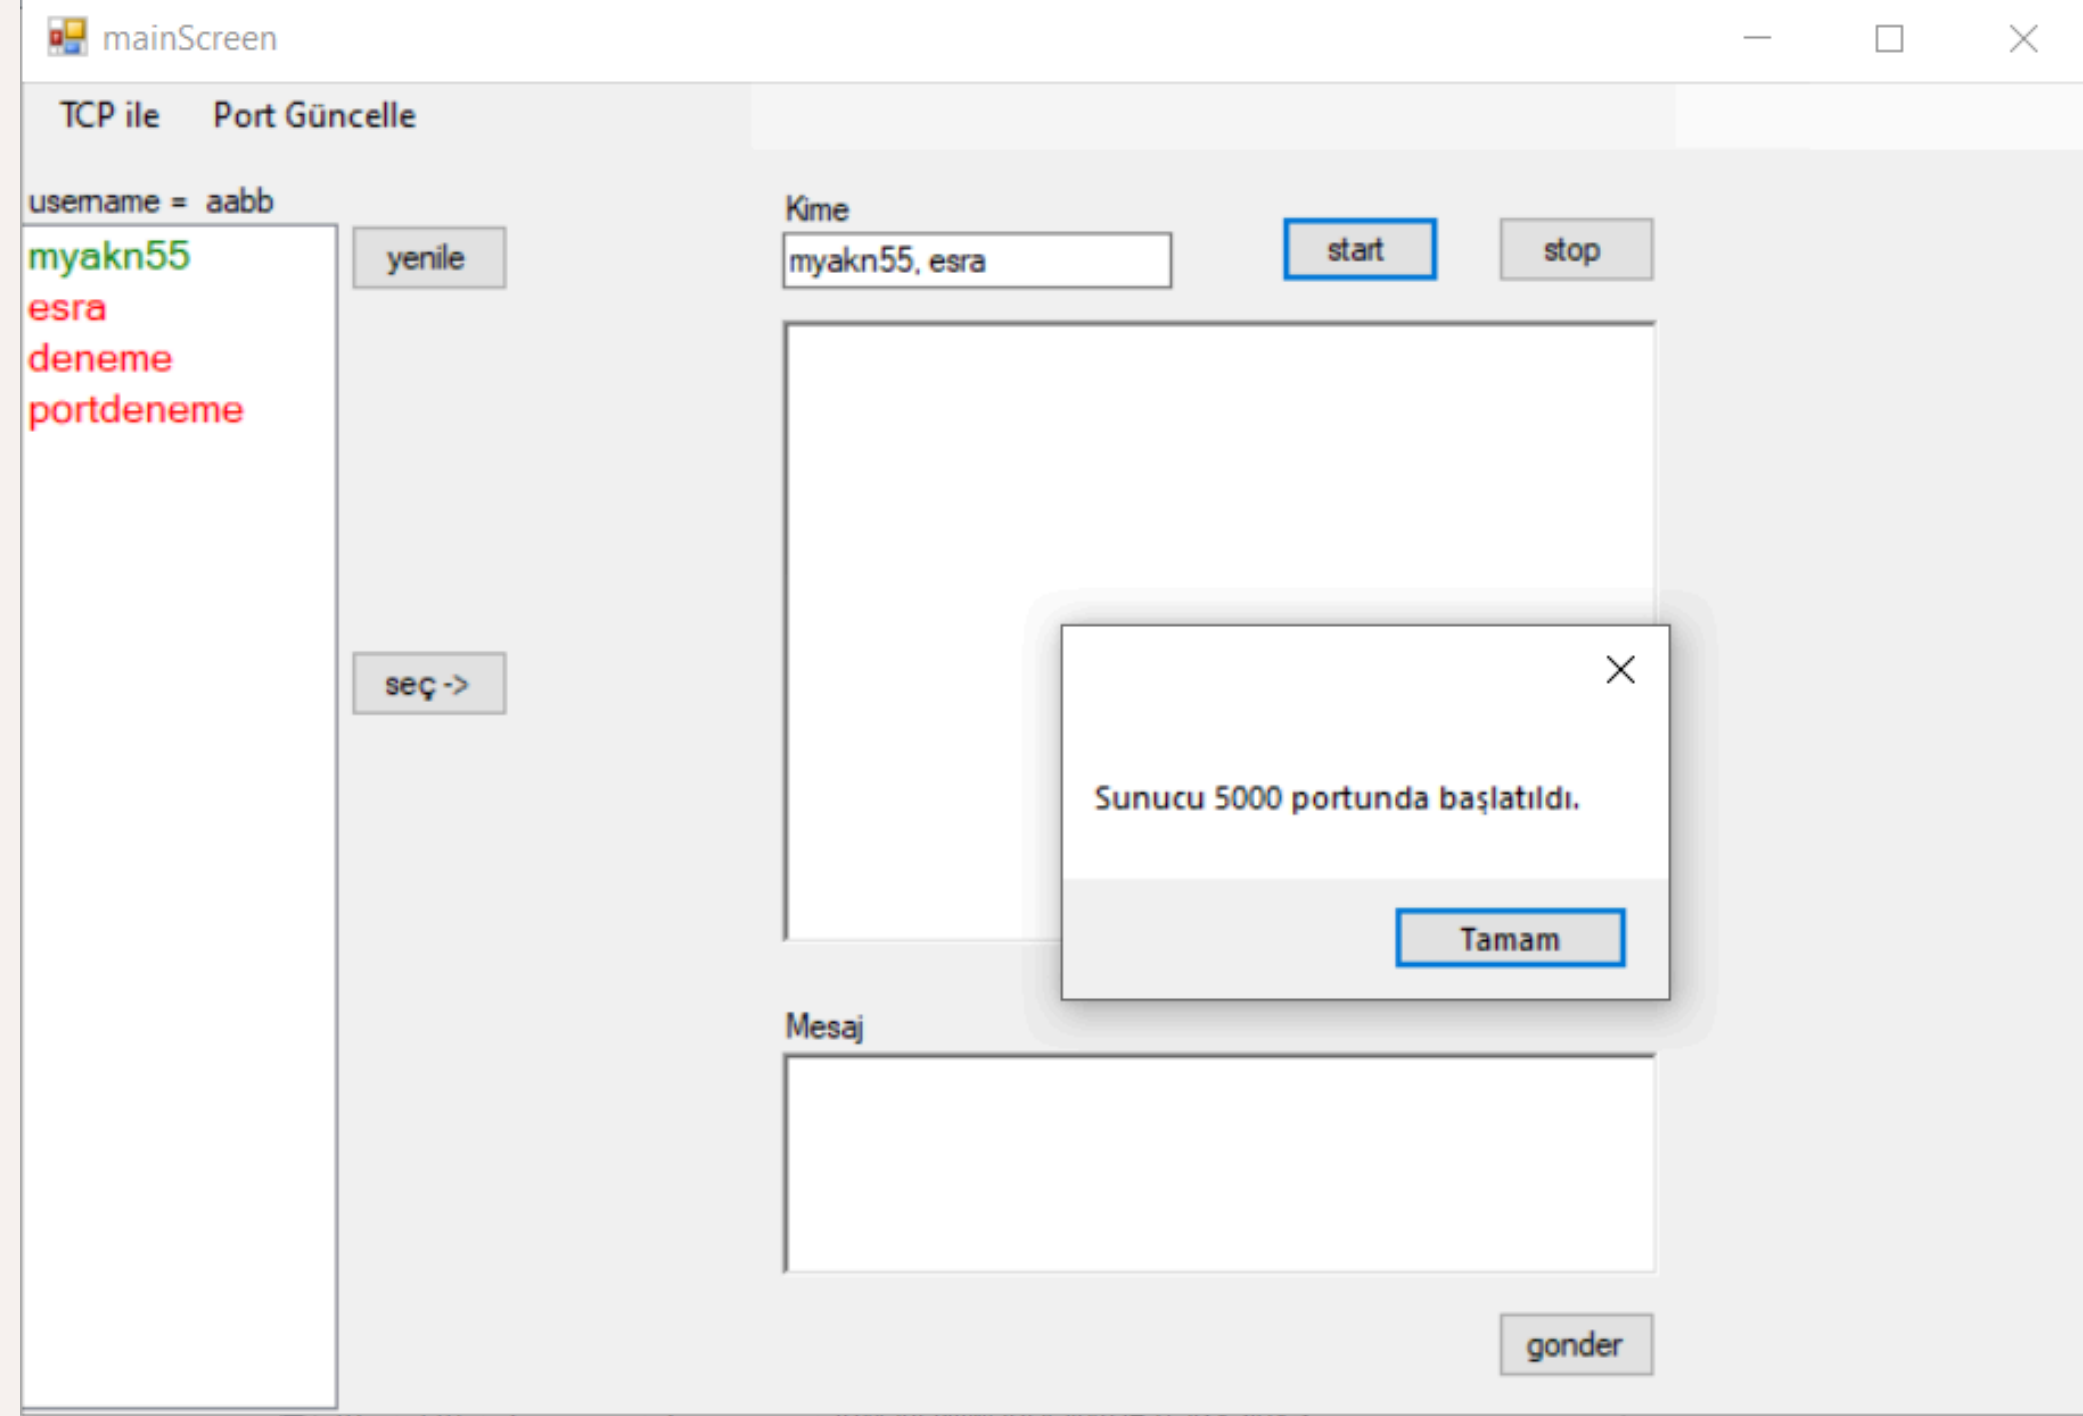 mainScreen
TCP ile Port Güncelle
username = aabb
myakn55
esra
deneme
portdeneme
yenile
seç ->
Kime
myakn55, esra
start
stop
Sunucu 5000 portunda başlatıldı.
Tamam
Mesaj
gonder